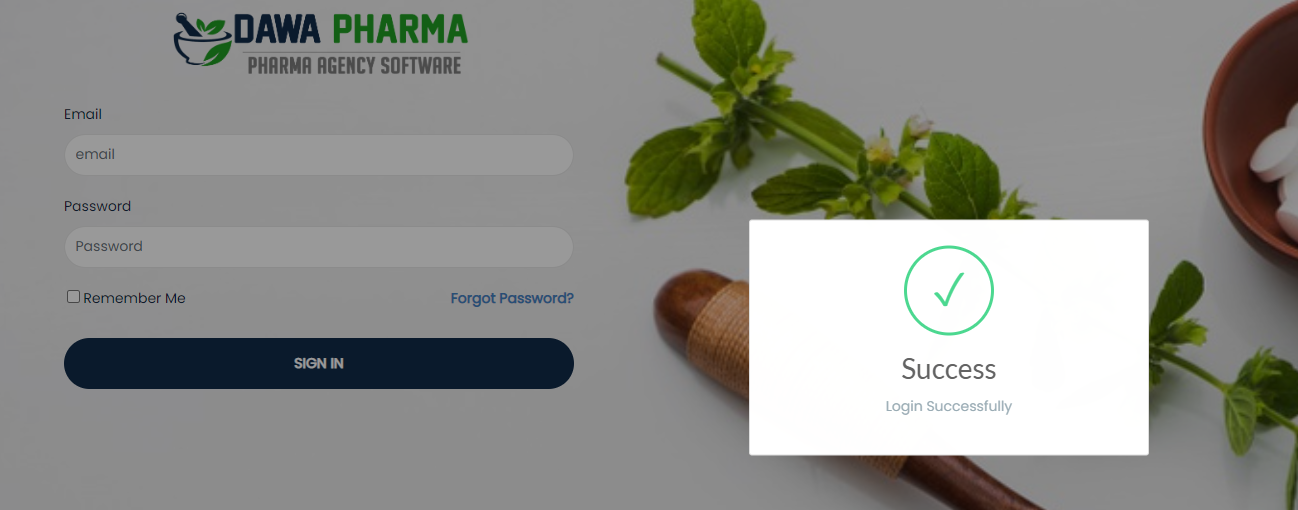 DAWA PHARMA
PHARMA AGENCY SOFTWARE
Email
email
Password
Password
Remember Me
Forgot Password?
SIGN IN
Success
Login Successfully